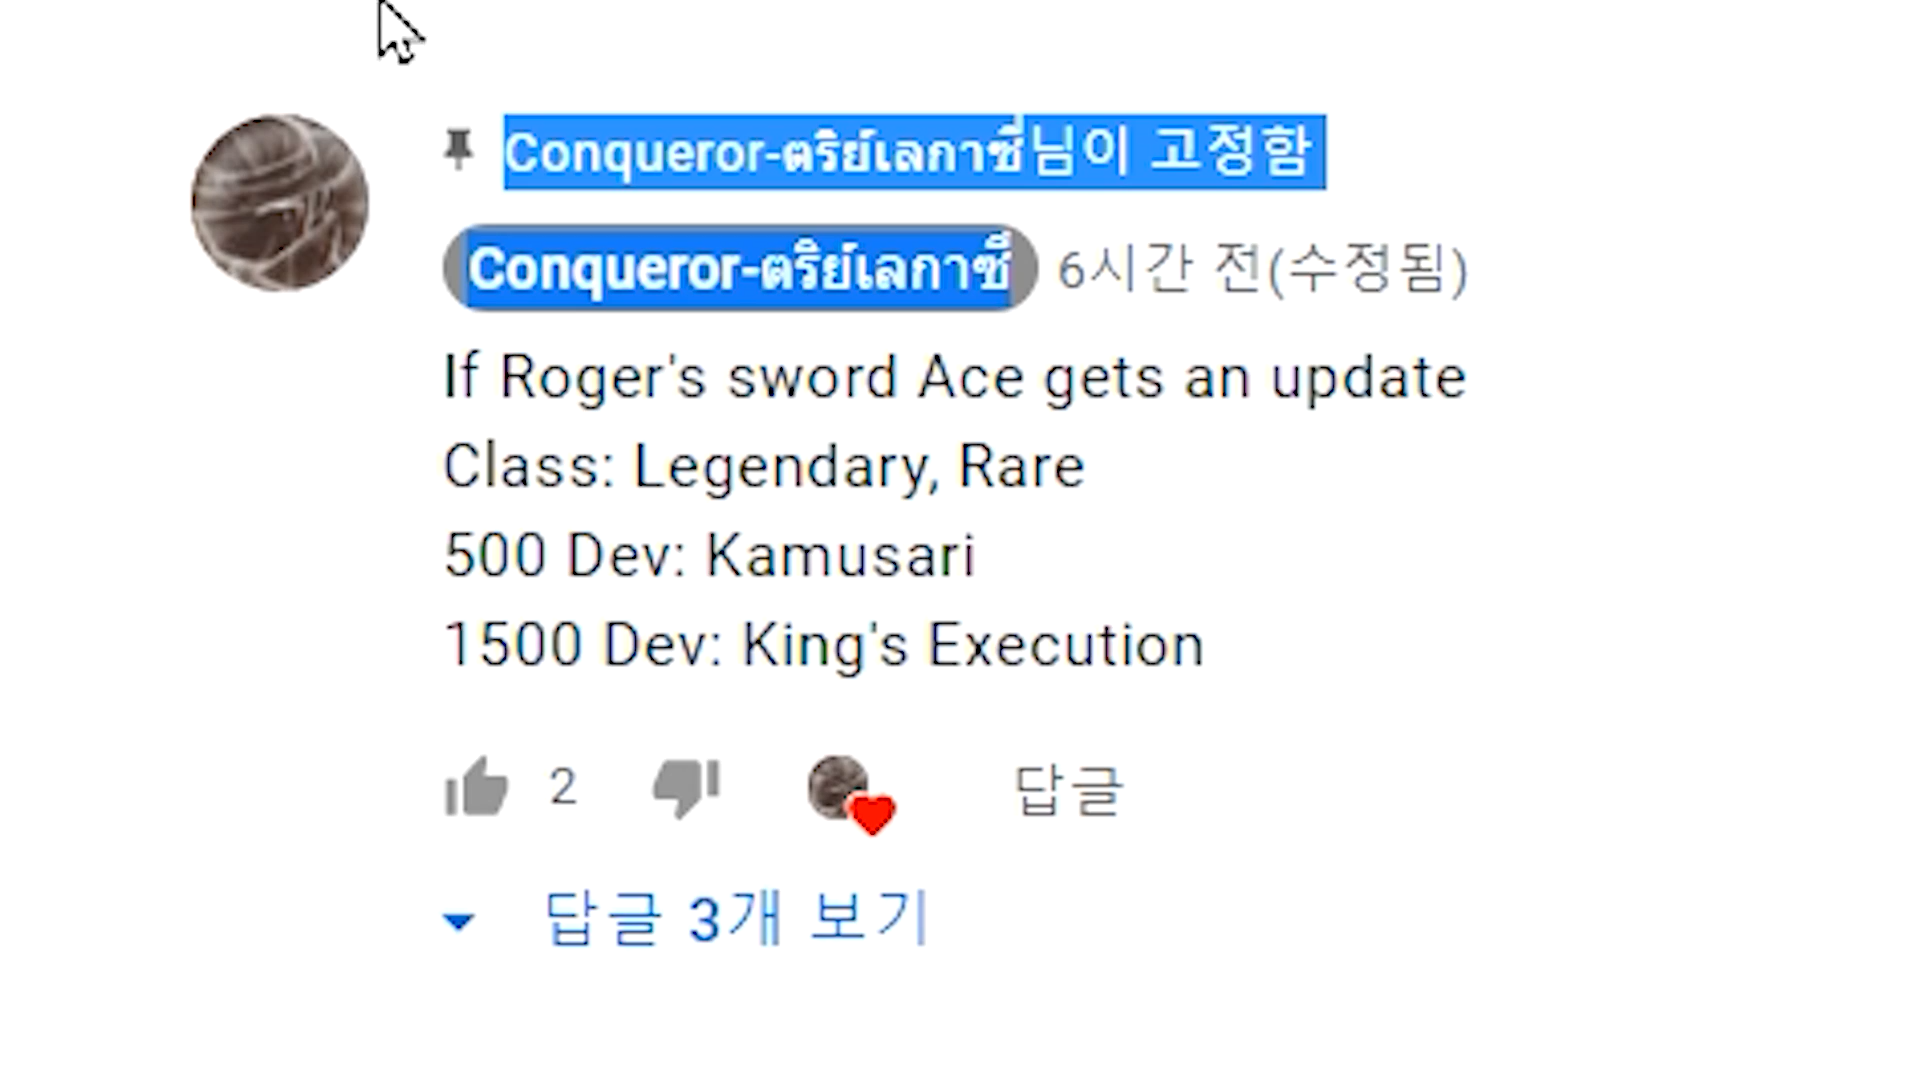 Conqueror-ตริย์เลกาซี่님이 고정함
Conqueror-ตริย์เลกาซี่ 6시간 전(수정됨)
If Roger's sword Ace gets an update
Class: Legendary, Rare
500 Dev: Kamusari
1500 Dev: King's Execution
2 답글
답글 3개 보기